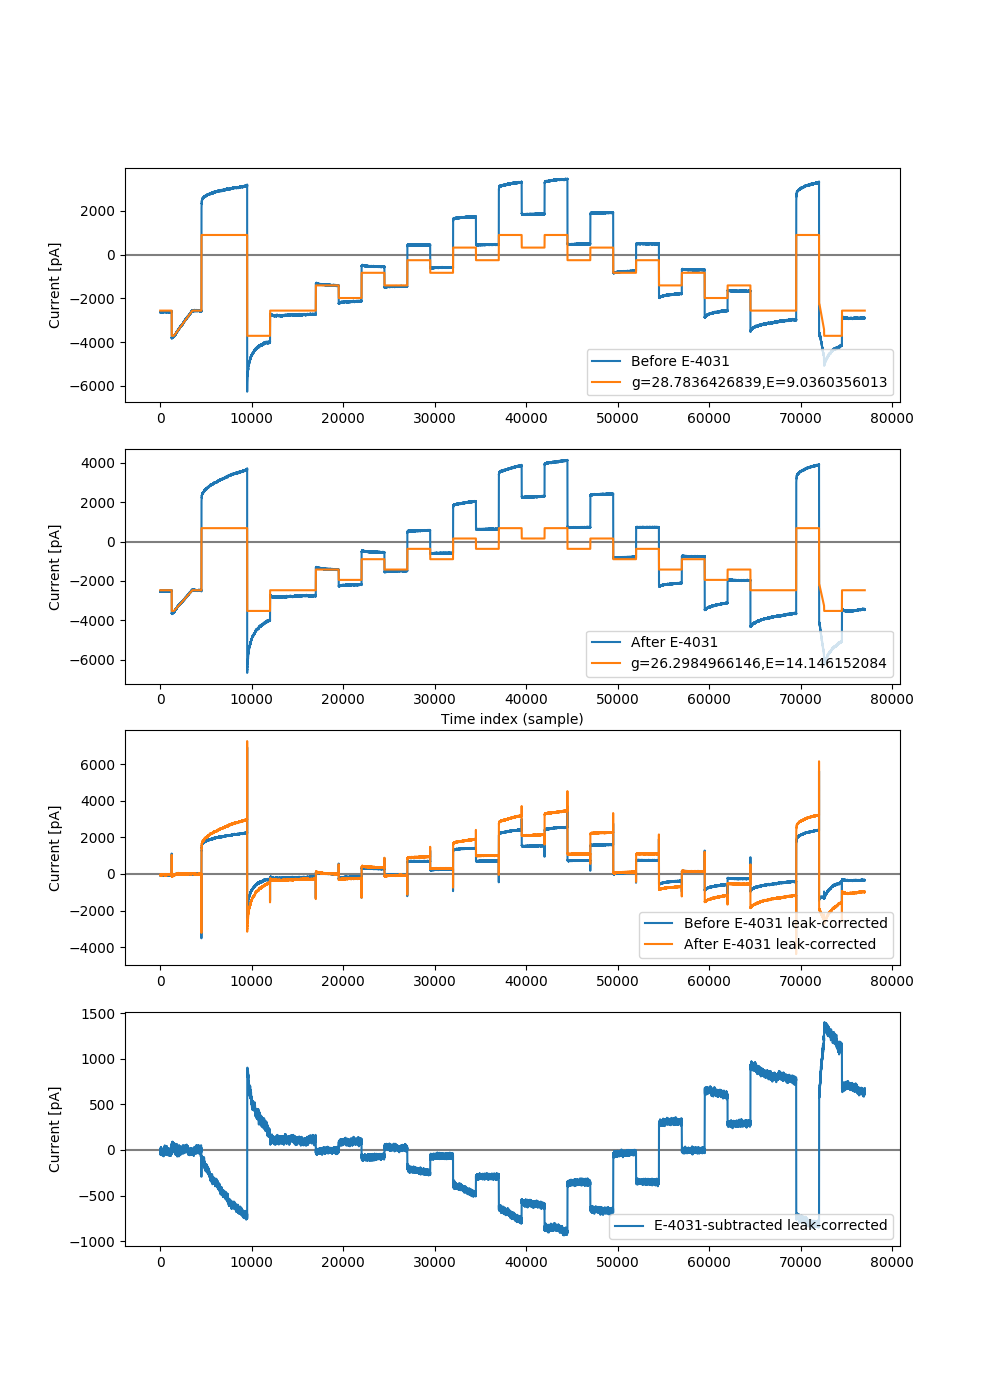 2000
0
−2000
−4000
−6000
Current [pA]
Before E-4031
g=28.7836426839,E=9.0360356013
0 10000 20000 30000 40000 50000 60000 70000 80000
4000
2000
0
−2000
−4000
−6000
Current [pA]
After E-4031
g=26.2984966146,E=14.146152084
0 10000 20000 30000 40000 50000 60000 70000 80000
Time index (sample)
6000
4000
2000
0
−2000
−4000
Current [pA]
Before E-4031 leak-corrected
After E-4031 leak-corrected
0 10000 20000 30000 40000 50000 60000 70000 80000
1500
1000
500
0
−500
−1000
Current [pA]
E-4031-subtracted leak-corrected
0 10000 20000 30000 40000 50000 60000 70000 80000